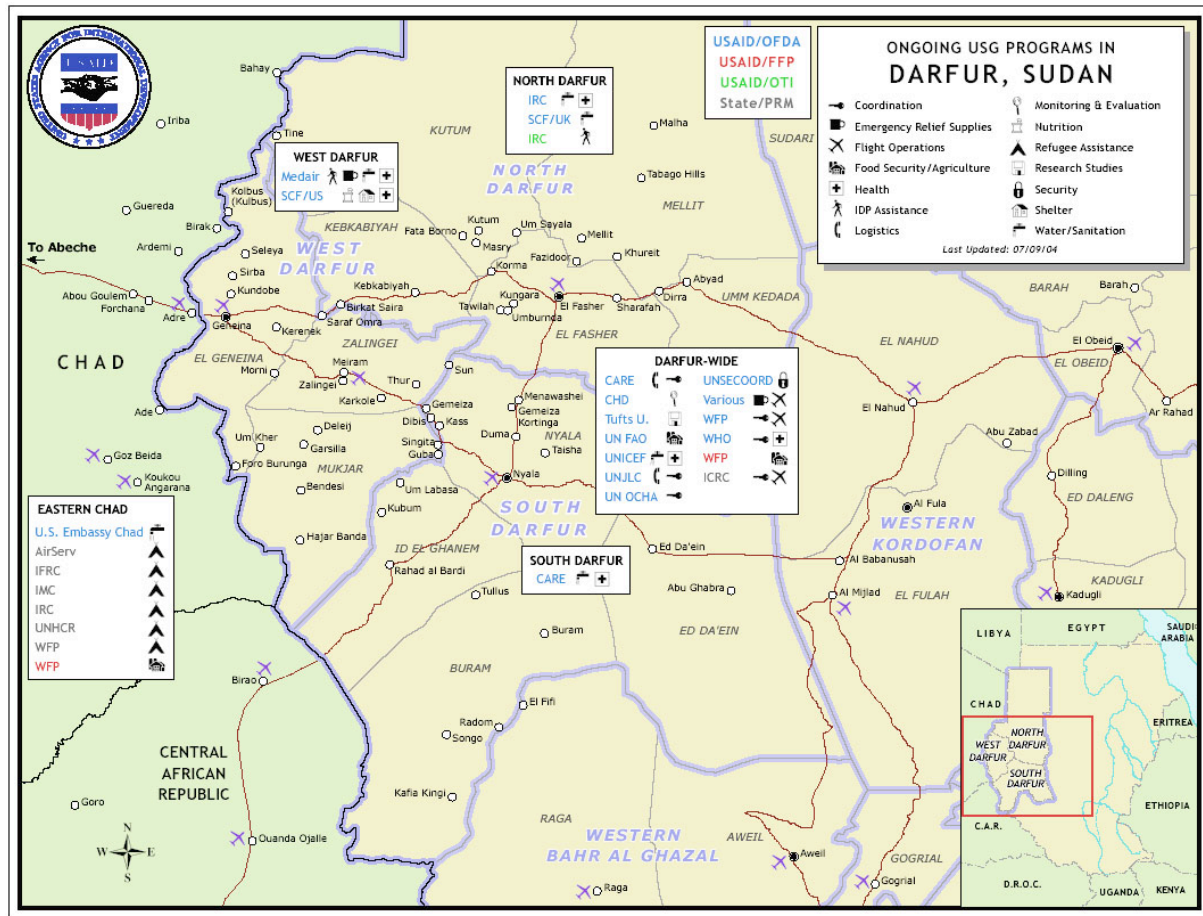 UNITED STATES AGENCY FOR INTERNATIONAL DEVELOPMENT
USAID
USAID/OFDA
USAID/FFP
USAID/OTI
State/PRM
ONGOING USG PROGRAMS IN
DARFUR, SUDAN
Coordination
Emergency Relief Supplies
Flight Operations
Food Security/Agriculture
Health
IDP Assistance
Logistics
Monitoring & Evaluation
Nutrition
Refugee Assistance
Research Studies
Security
Shelter
Water/Sanitation
Last Updated: 07/09/04
NORTH DARFUR
IRC
SCF/UK
IRC
WEST DARFUR
Medair
SCF/US
DARFUR-WIDE
CARE
CHD
Tufts U.
UN FAO
UNICEF
UNJLC
UN OCHA
UNSECOORD
Various
WFP
WHO
WFP
ICRC
SOUTH DARFUR
CARE
EASTERN CHAD
U.S. Embassy Chad
AirServ
IFRC
IMC
IRC
UNHCR
WFP
WFP
Bahay
Iriba
Tine
KUTUM
Malha
SUDARI
NORTH
DARFUR
Tabago Hills
MELLIT
Kolbus
(Kulbus)
Guereda
Birak
KEBKABIYAH
Fata Borno
Kutum
Masry
Um Sayala
Mellit
To Abeche
Ardemi
Seleya
WEST
DARFUR
Fazidoor
Khureit
Sirba
Korma
Abyad
BARAH
Barah
Abou Goulem
Forchana
Kundobe
Kebkabiyah
Kungara
El Fasher
Dirra
UMM KEDADA
Adre
Geneina
Birkat Saira
Tawilah
Umburnda
Sharafah
Saraf Omra
Kerenek
ZALINGEI
EL FASHER
EL NAHUD
El Obeid
EL OBEID
CHAD
EL GENEINA
Meiram
Sun
Morni
Zalingei
Thur
Ade
Karkole
Gemeiza
Menawashei
Gemeiza
Kortinga
El Nahud
Ar Rahad
Dibis
Kass
Deleij
Um Kher
Garsilla
Singita
Guba
Duma
NYALA
Taisha
Abu Zabad
Goz Beida
Foro Burunga
MUKJAR
Koukou
Angarana
Bendesi
Um Labasa
Nyala
Dilling
ED DALENG
Kubum
SOUTH
DARFUR
Al Fula
WESTERN
KORDOFAN
Hajar Banda
ID EL GHANEM
Rahad al Bardi
Ed Da'ein
Al Babanusah
KADUGLI
Tullus
Abu Ghabra
Al Mijlad
EL FULAH
Kadugli
Buram
ED DA'EIN
BURAM
Birao
El Fifi
Radom
Songo
CENTRAL
AFRICAN
REPUBLIC
Goro
Kafia Kingi
RAGA
Ouanda Ojalle
WESTERN
BAHR AL GHAZAL
AWEIL
Aweil
GOGRIAL
Gogrial
Raga
N
W E
S
LIBYA
EGYPT
SAUDI
ARABIA
CHAD
ERITREA
WEST
DARFUR
NORTH
DARFUR
SOUTH
DARFUR
ETHIOPIA
C.A.R.
D.R.O.C.
UGANDA
KENYA